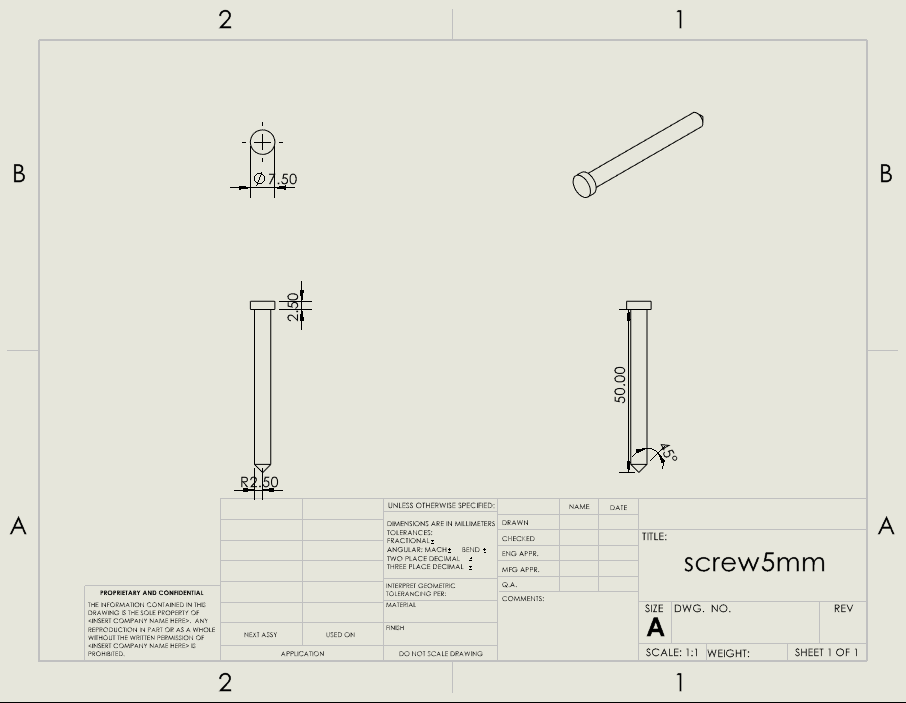 2
1
B
B
⌀7.50
2.50
50.00
45°
R2.50
A
A
UNLESS OTHERWISE SPECIFIED:
DIMENSIONS ARE IN MILLIMETERS
TOLERANCES:
FRACTIONAL ±
ANGULAR: MACH ± BEND ±
TWO PLACE DECIMAL ±
THREE PLACE DECIMAL ±
INTERPRET GEOMETRIC
TOLERANCING PER:
MATERIAL
FINISH
DO NOT SCALE DRAWING
NAME
DATE
DRAWN
CHECKED
ENG APPR.
MFG APPR.
Q.A.
COMMENTS:
TITLE:
screw5mm
SIZE
A
DWG. NO.
REV
SCALE: 1:1
WEIGHT:
SHEET 1 OF 1
PROPRIETARY AND CONFIDENTIAL
THE INFORMATION CONTAINED IN THIS
DRAWING IS THE SOLE PROPERTY OF
<INSERT COMPANY NAME HERE>. ANY
REPRODUCTION IN PART OR AS A WHOLE
WITHOUT THE WRITTEN PERMISSION OF
<INSERT COMPANY NAME HERE> IS
PROHIBITED.
NEXT ASSY
USED ON
APPLICATION
2
1